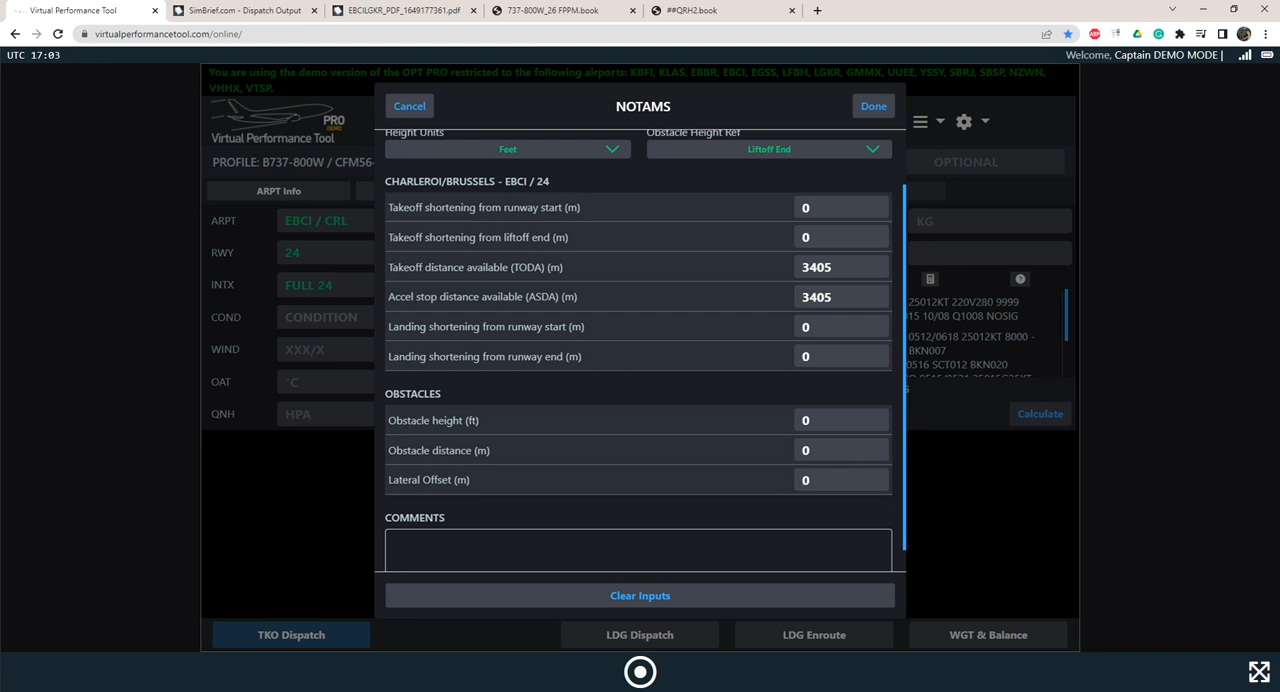 Virtual Performance Tool
SimBrief.com - Dispatch Output
EBCILGKR_PDF_1649177361.pdf
737-800W_26 FPPM.book
##QRH2.book
virtualperformancetool.com/online/
UTC 17:03
Welcome, Captain DEMO MODE |
You are using the demo version of the OPT PRO restricted to the following airports: KBFI, KLAS, EBBR, EBCI, EGSS, LFBH, LGKR, GMMX, UUEE, YSSY, SBRJ, SBSP, NZWN,
VHHX, VTSP.
Cancel
NOTAMS
Done
PRO
DEMO
Virtual Performance Tool
Height Units
Obstacle Height Ref
Feet
Liftoff End
PROFILE: B737-800W / CFM56-
OPTIONAL
ARPT Info
CHARLEROI/BRUSSELS - EBCI / 24
Takeoff shortening from runway start (m)
0
Takeoff shortening from liftoff end (m)
0
Takeoff distance available (TODA) (m)
3405
Accel stop distance available (ASDA) (m)
3405
Landing shortening from runway start (m)
0
Landing shortening from runway end (m)
0
OBSTACLES
Obstacle height (ft)
0
Obstacle distance (m)
0
Lateral Offset (m)
0
COMMENTS
Clear Inputs
ARPT
EBCI / CRL
RWY
24
INTX
FULL 24
COND
CONDITION
WIND
XXX/X
OAT
°C
QNH
HPA
KG
25012KT 220V280 9999
015 10/08 Q1008 NOSIG
0512/0618 25012KT 8000 -
BKN007
0516 SCT012 BKN020
Calculate
TKO Dispatch
LDG Dispatch
LDG Enroute
WGT & Balance